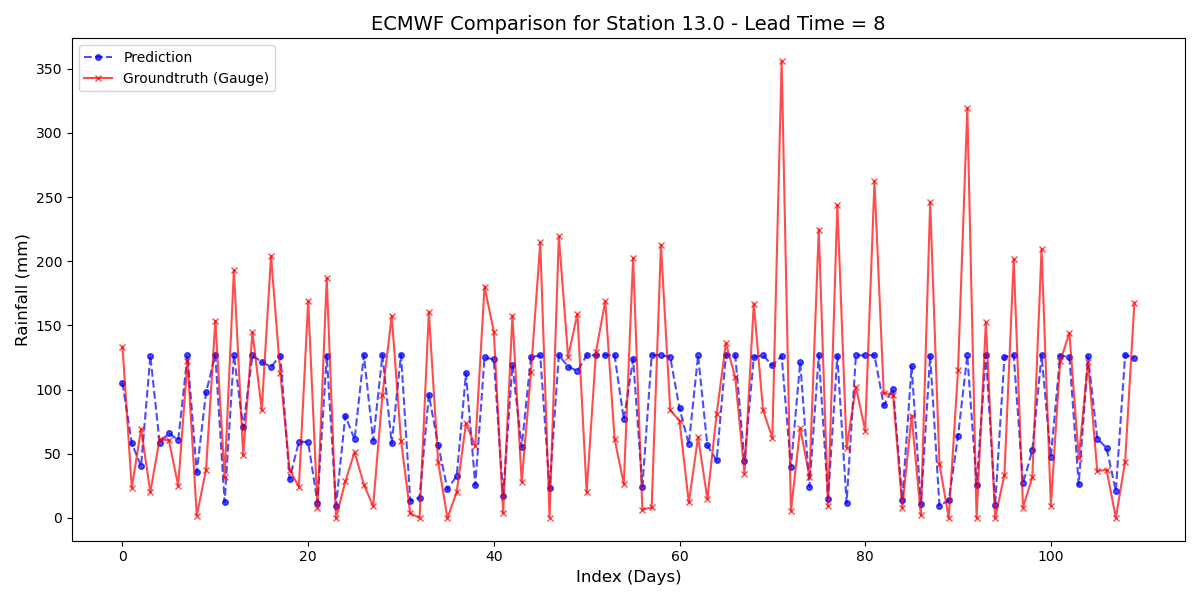 ECMWF Comparison for Station 13.0 - Lead Time = 8
Prediction
Groundtruth (Gauge)
Rainfall (mm)
350
300
250
200
150
100
50
0
0 20 40 60 80 100
Index (Days)